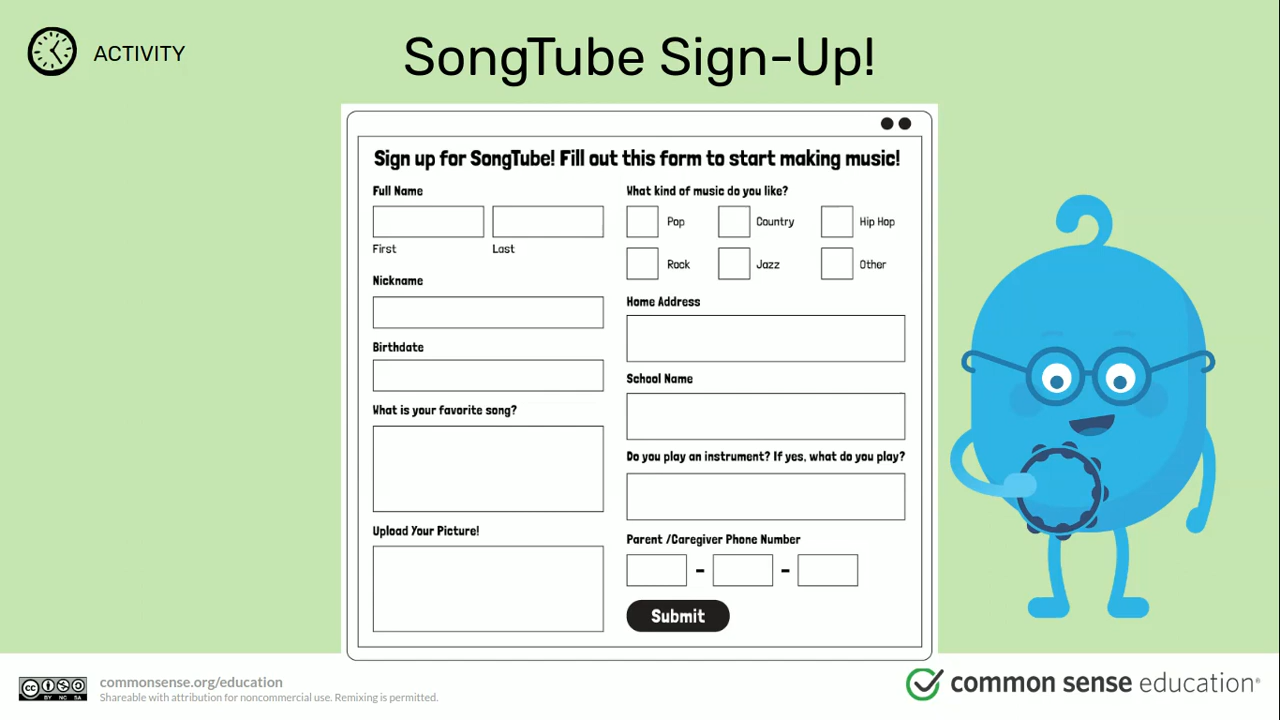 ACTIVITY
SongTube Sign-Up!
Sign up for SongTube! Fill out this form to start making music!
Full Name
First Last
Nickname
Birthdate
What is your favorite song?
Upload Your Picture!
What kind of music do you like?
Pop Country Hip Hop
Rock Jazz Other
Home Address
School Name
Do you play an instrument? If yes, what do you play?
Parent /Caregiver Phone Number
- -
Submit
cc BY NC SA
commonsense.org/education
Shareable with attribution for noncommercial use. Remixing is permitted.
common sense education®